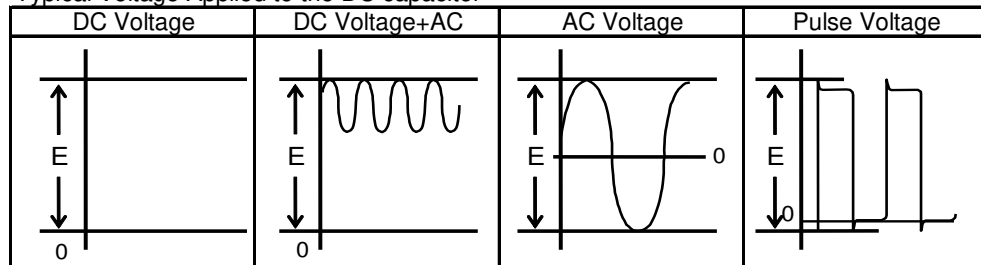 Typical Voltage Applied to the DC capacitor
DC Voltage DC Voltage+AC AC Voltage Pulse Voltage
E E E E
0
0
0 0